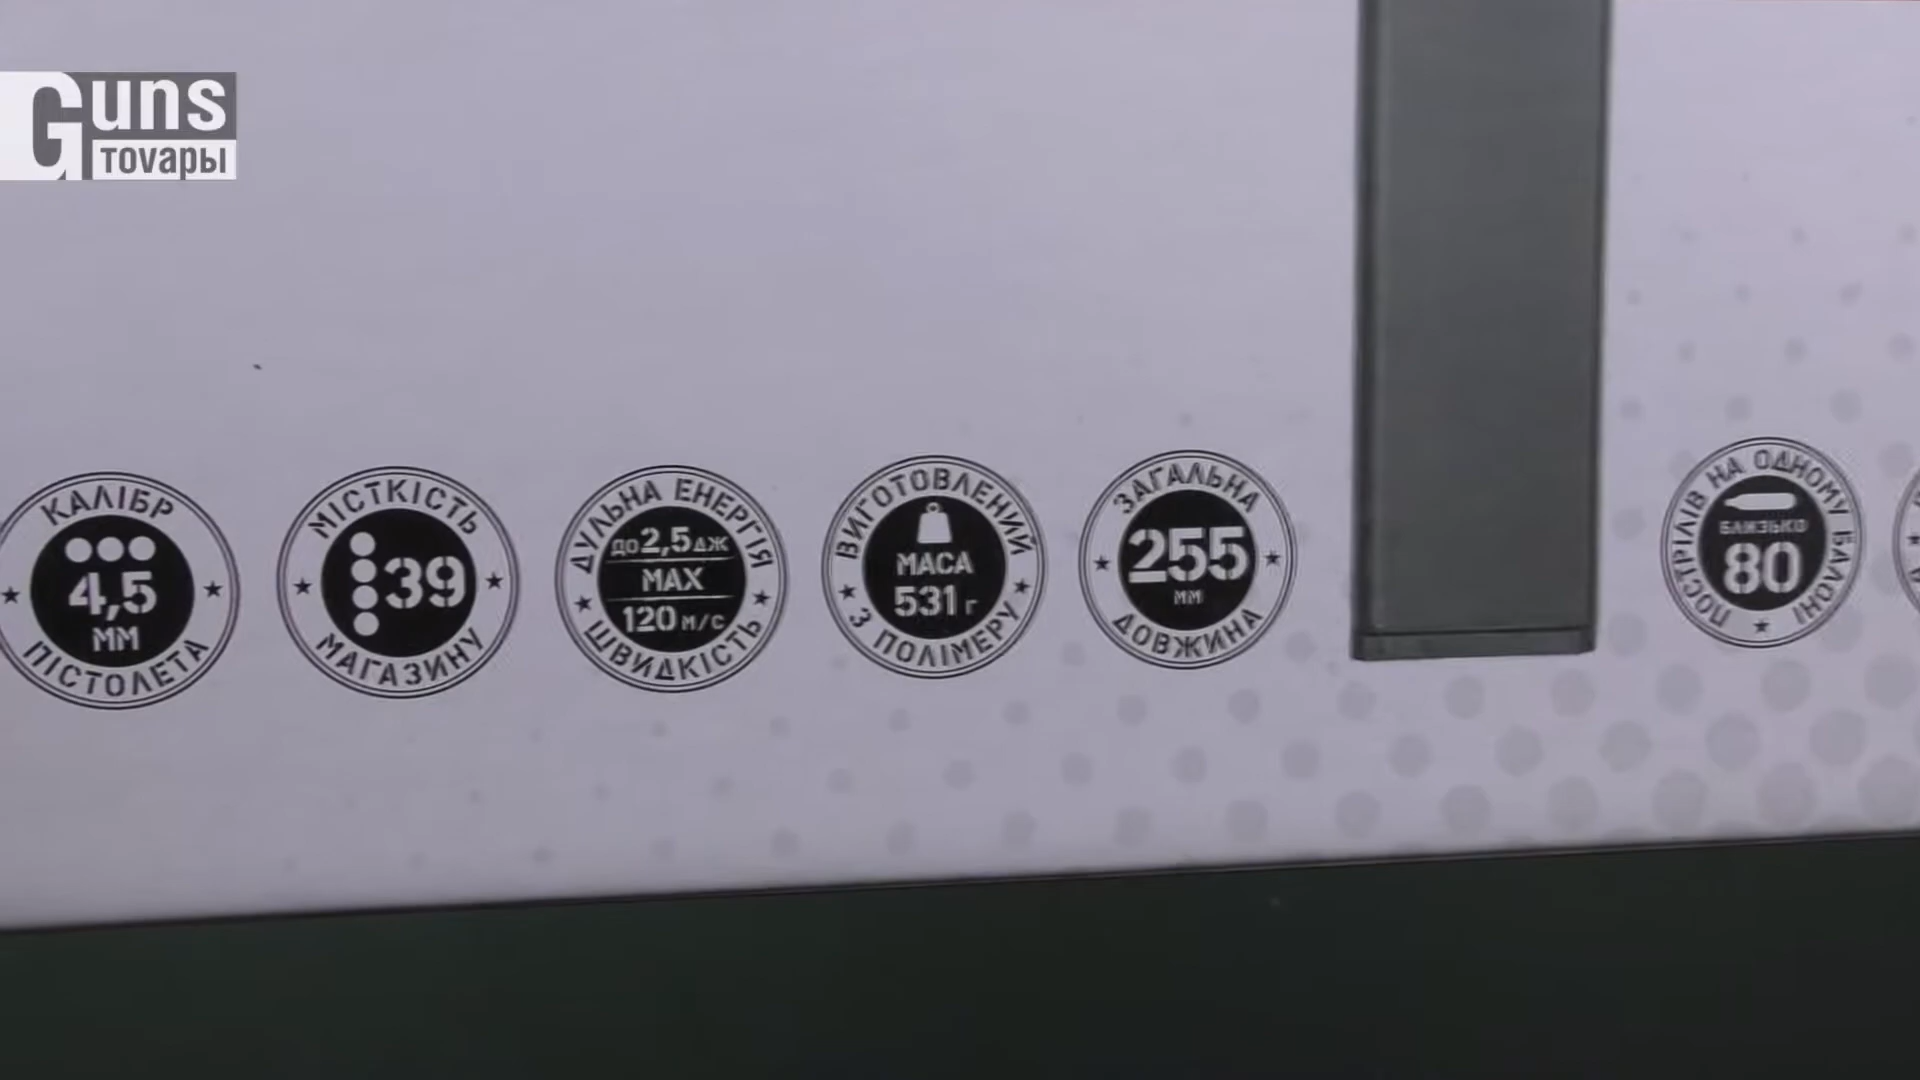 Guns
тоvары
КАЛІБР
4,5
ММ
ПІСТОЛЕТА
МІСТКІСТЬ
39
МАГАЗИНУ
ДУЛЬНА ЕНЕРГІЯ
до 2,5 дж
MAX
120 м/с
ШВИДКІСТЬ
ВИГОТОВЛЕНИЙ
МАСА
531 г
З ПОЛІМЕРУ
ЗАГАЛЬНА
255
мм
ДОВЖИНА
ПОСТРІЛІВ НА ОДНОМУ БАЛОНІ
БЛИЗЬКО
80